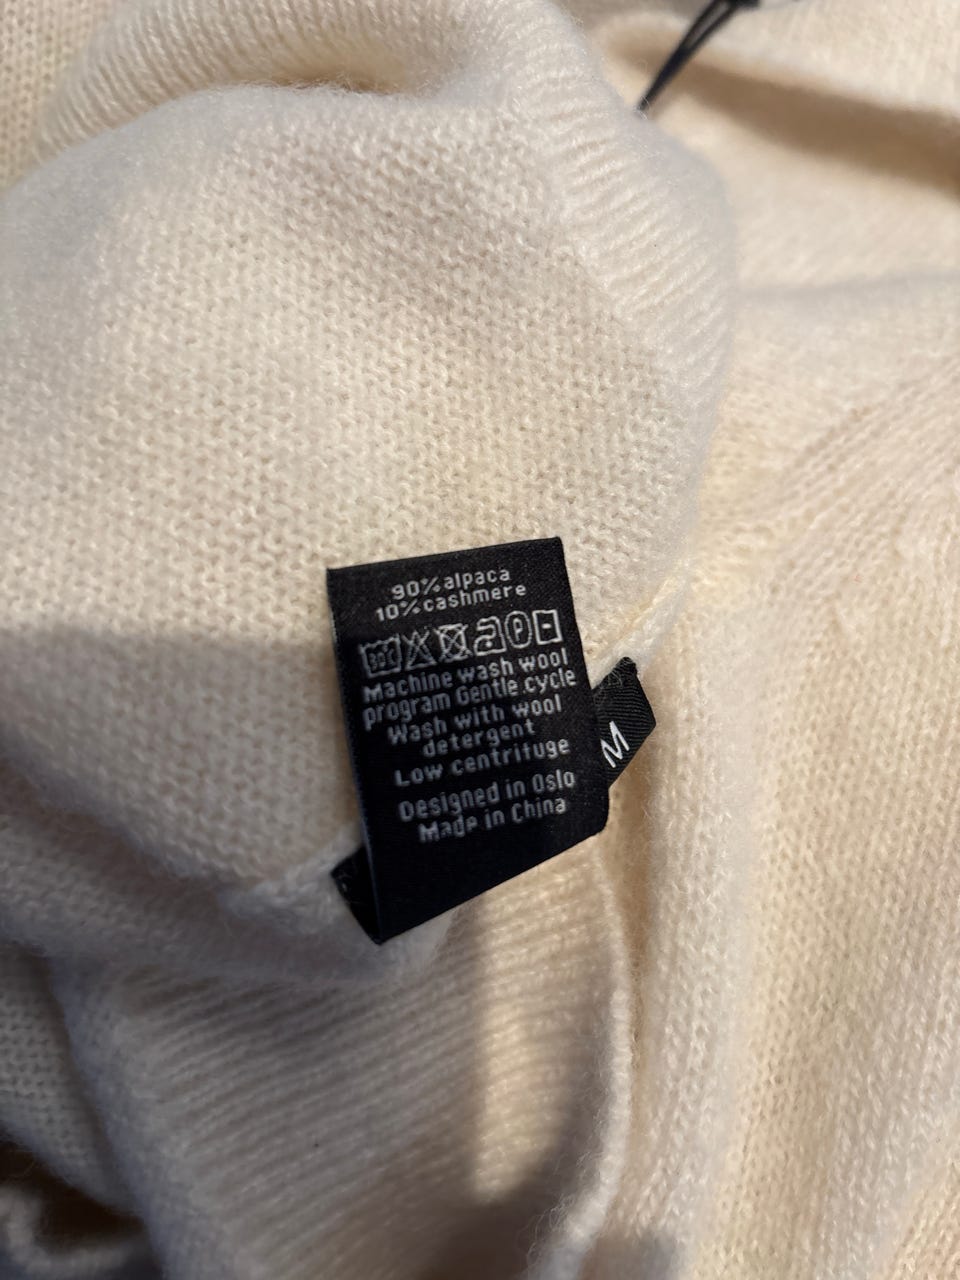 90% alpaca
10% cashmere
30°
P
Machine wash wool
program Gentle cycle
Wash with wool
detergent
Low centrifuge
Designed in Oslo
Made in China
M